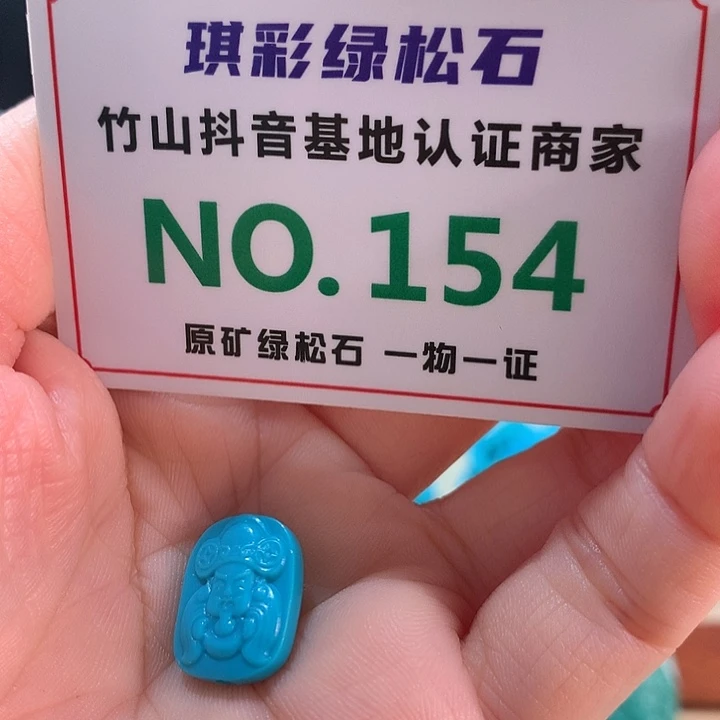 琪彩绿松石
竹山抖音基地认证商家
NO.154
原矿绿松石 一物一证